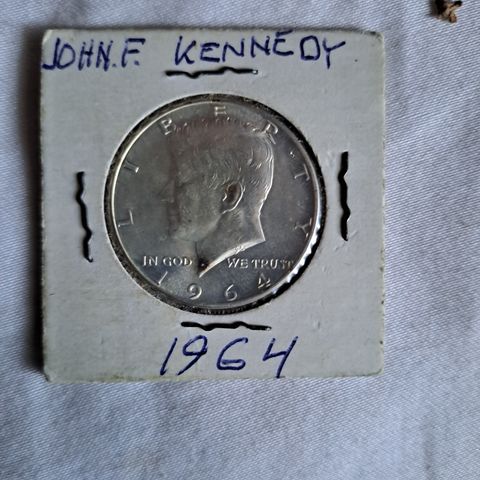 JOHN.F. KENNEDY
LIBERTY
IN GOD WE TRUST
1964
1964